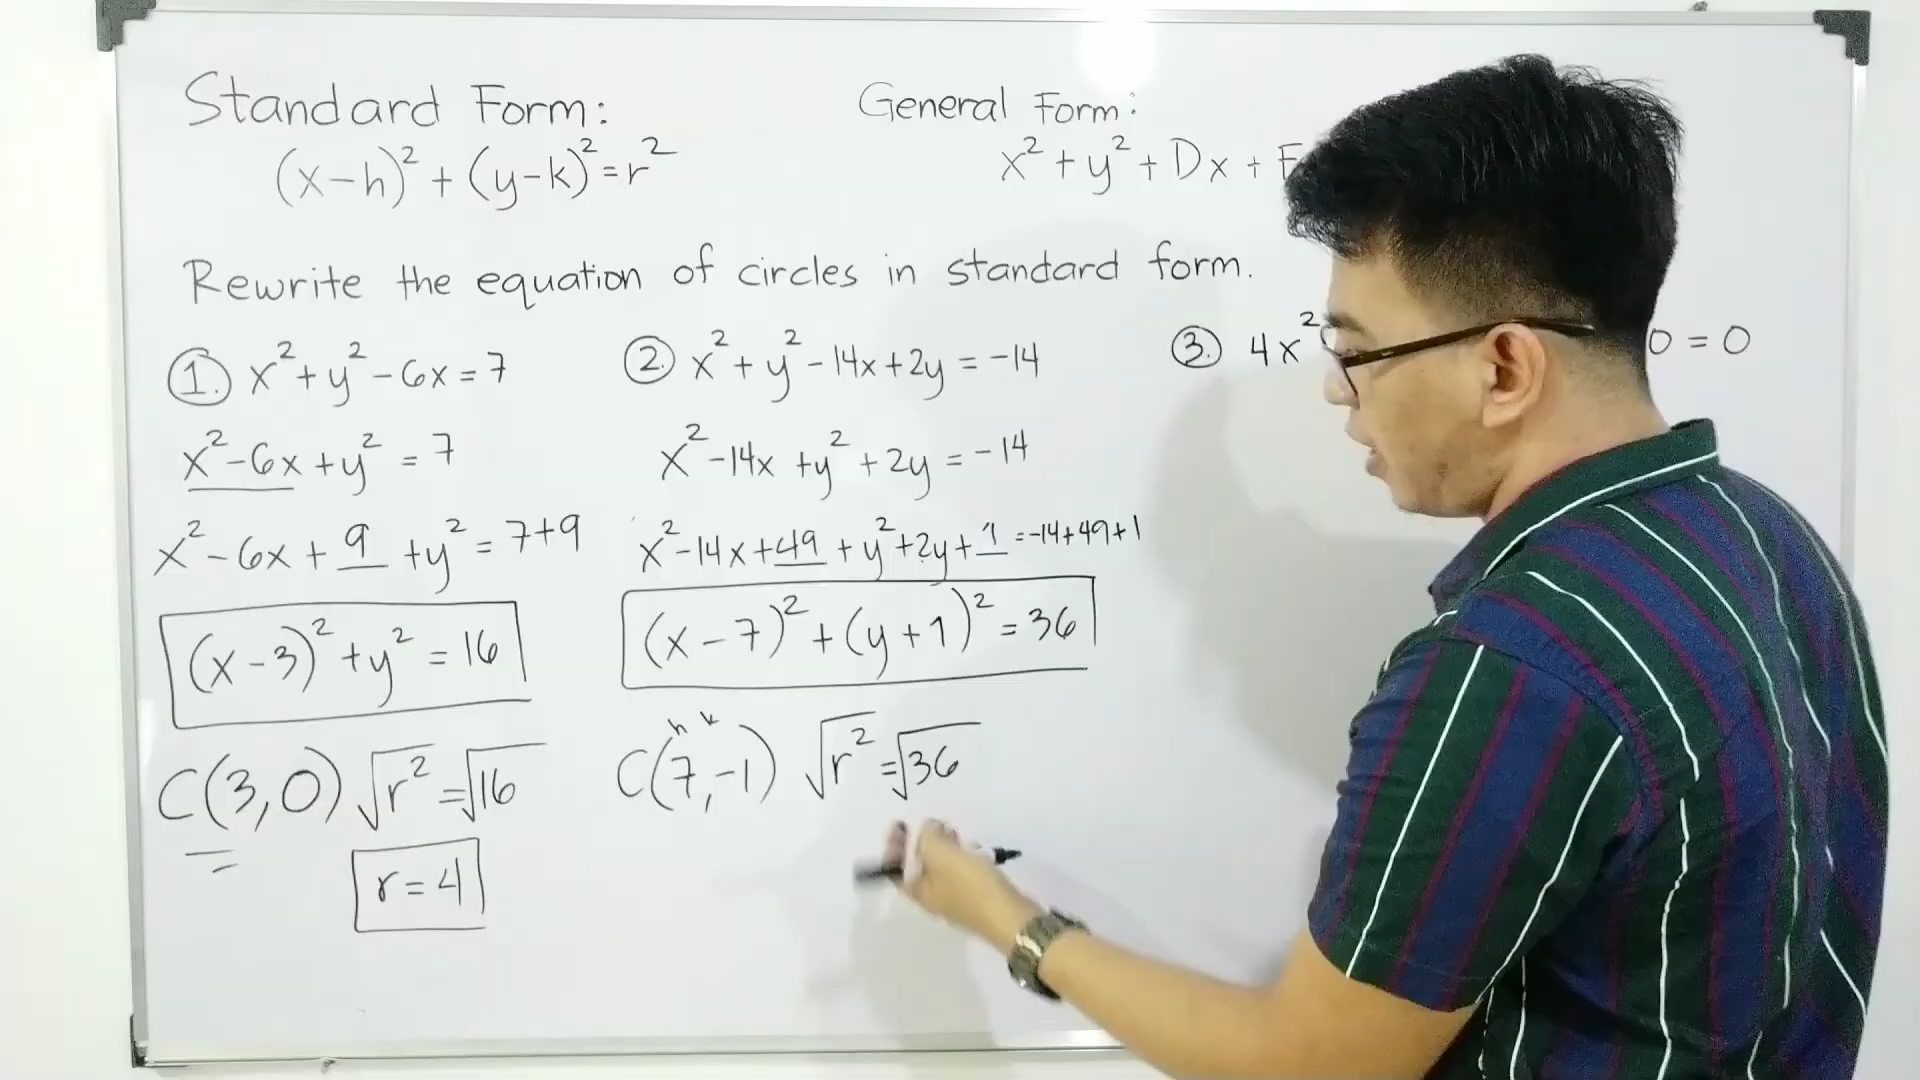 Standard Form:
(x-h)² + (y-k)² = r²
General Form:
x² + y² + Dx + E
Rewrite the equation of circles in standard form.
1. x² + y² - 6x = 7
x² - 6x + y² = 7
x² - 6x + 9 + y² = 7+9
(x-3)² + y² = 16
C(3,0) √r² = √16
r = 4
2. x² + y² - 14x + 2y = -14
x² - 14x + y² + 2y = -14
x² - 14x + 49 + y² + 2y + 1 = -14+49+1
(x-7)² + (y+1)² = 36
h k
C(7,-1) √r² = √36
3. 4x² 0 = 0